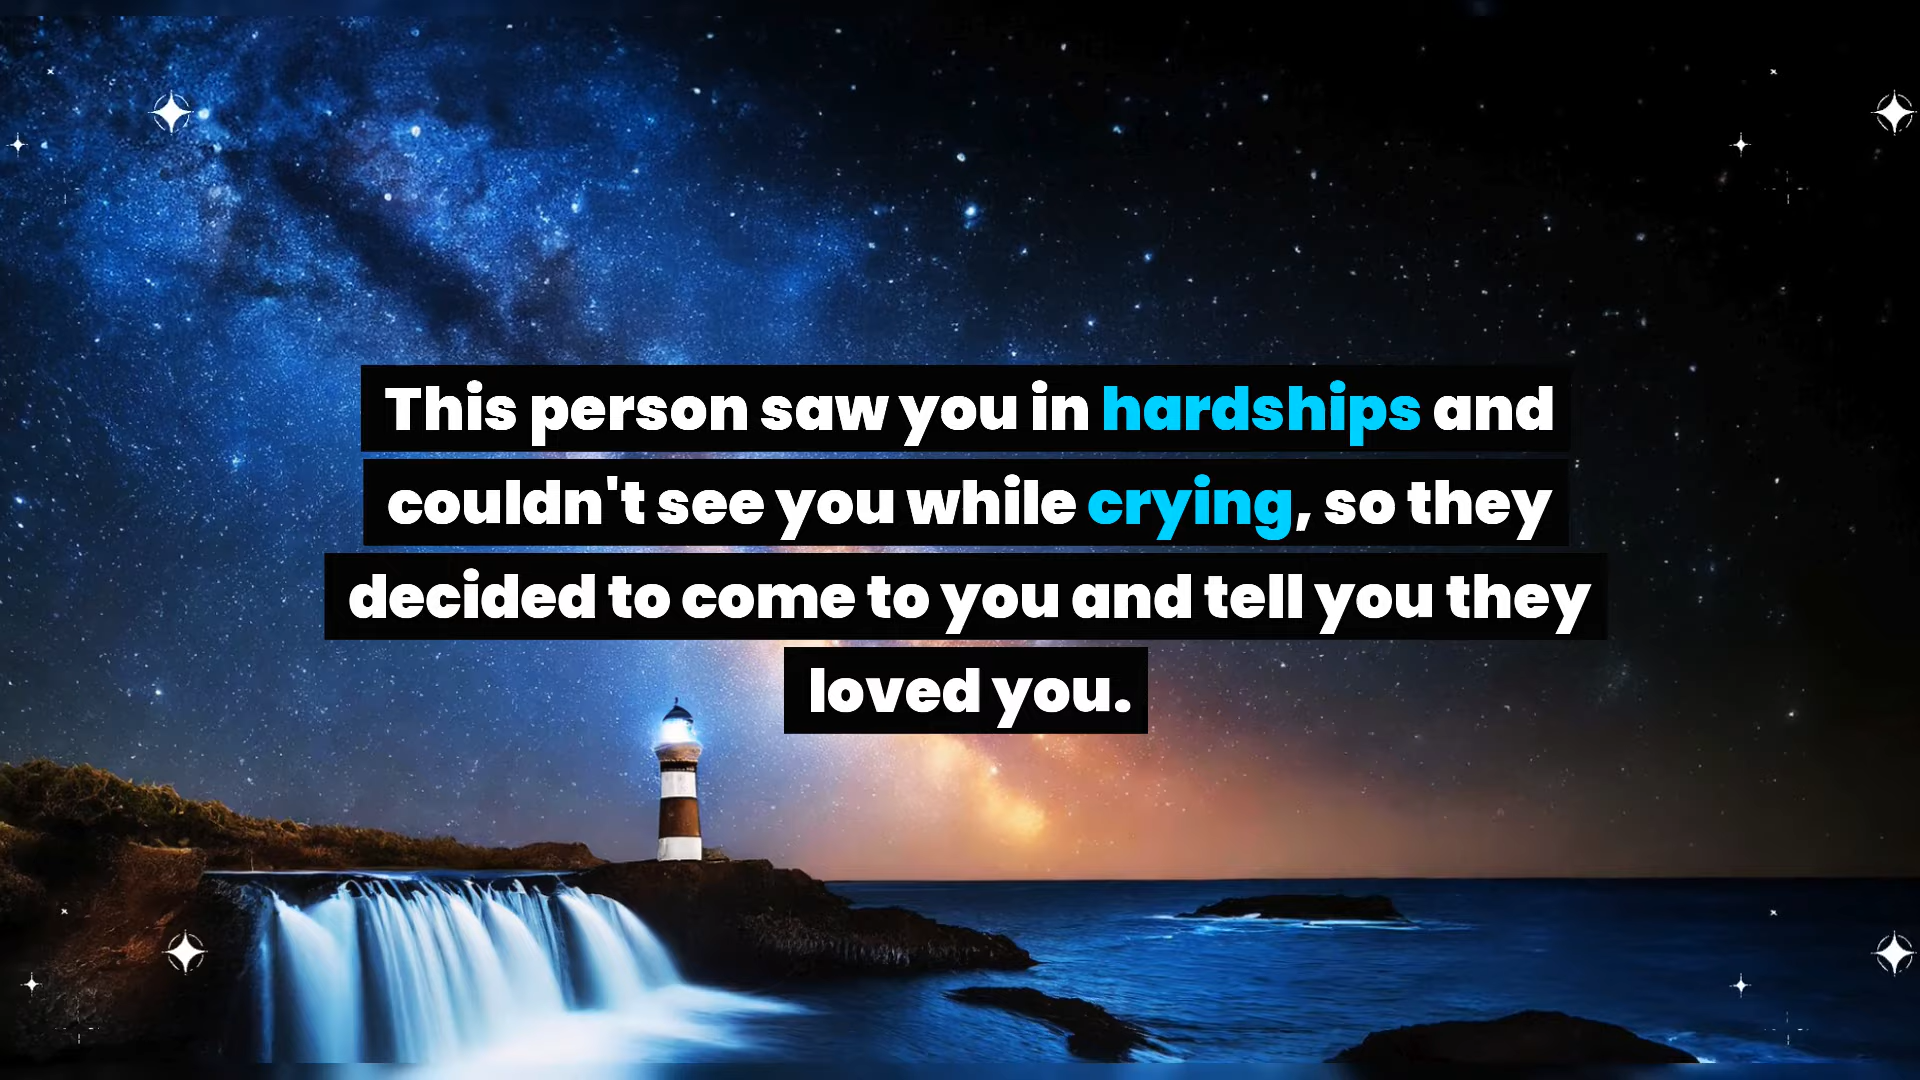 This person saw you in hardships and
couldn't see you while crying, so they
decided to come to you and tell you they
loved you.